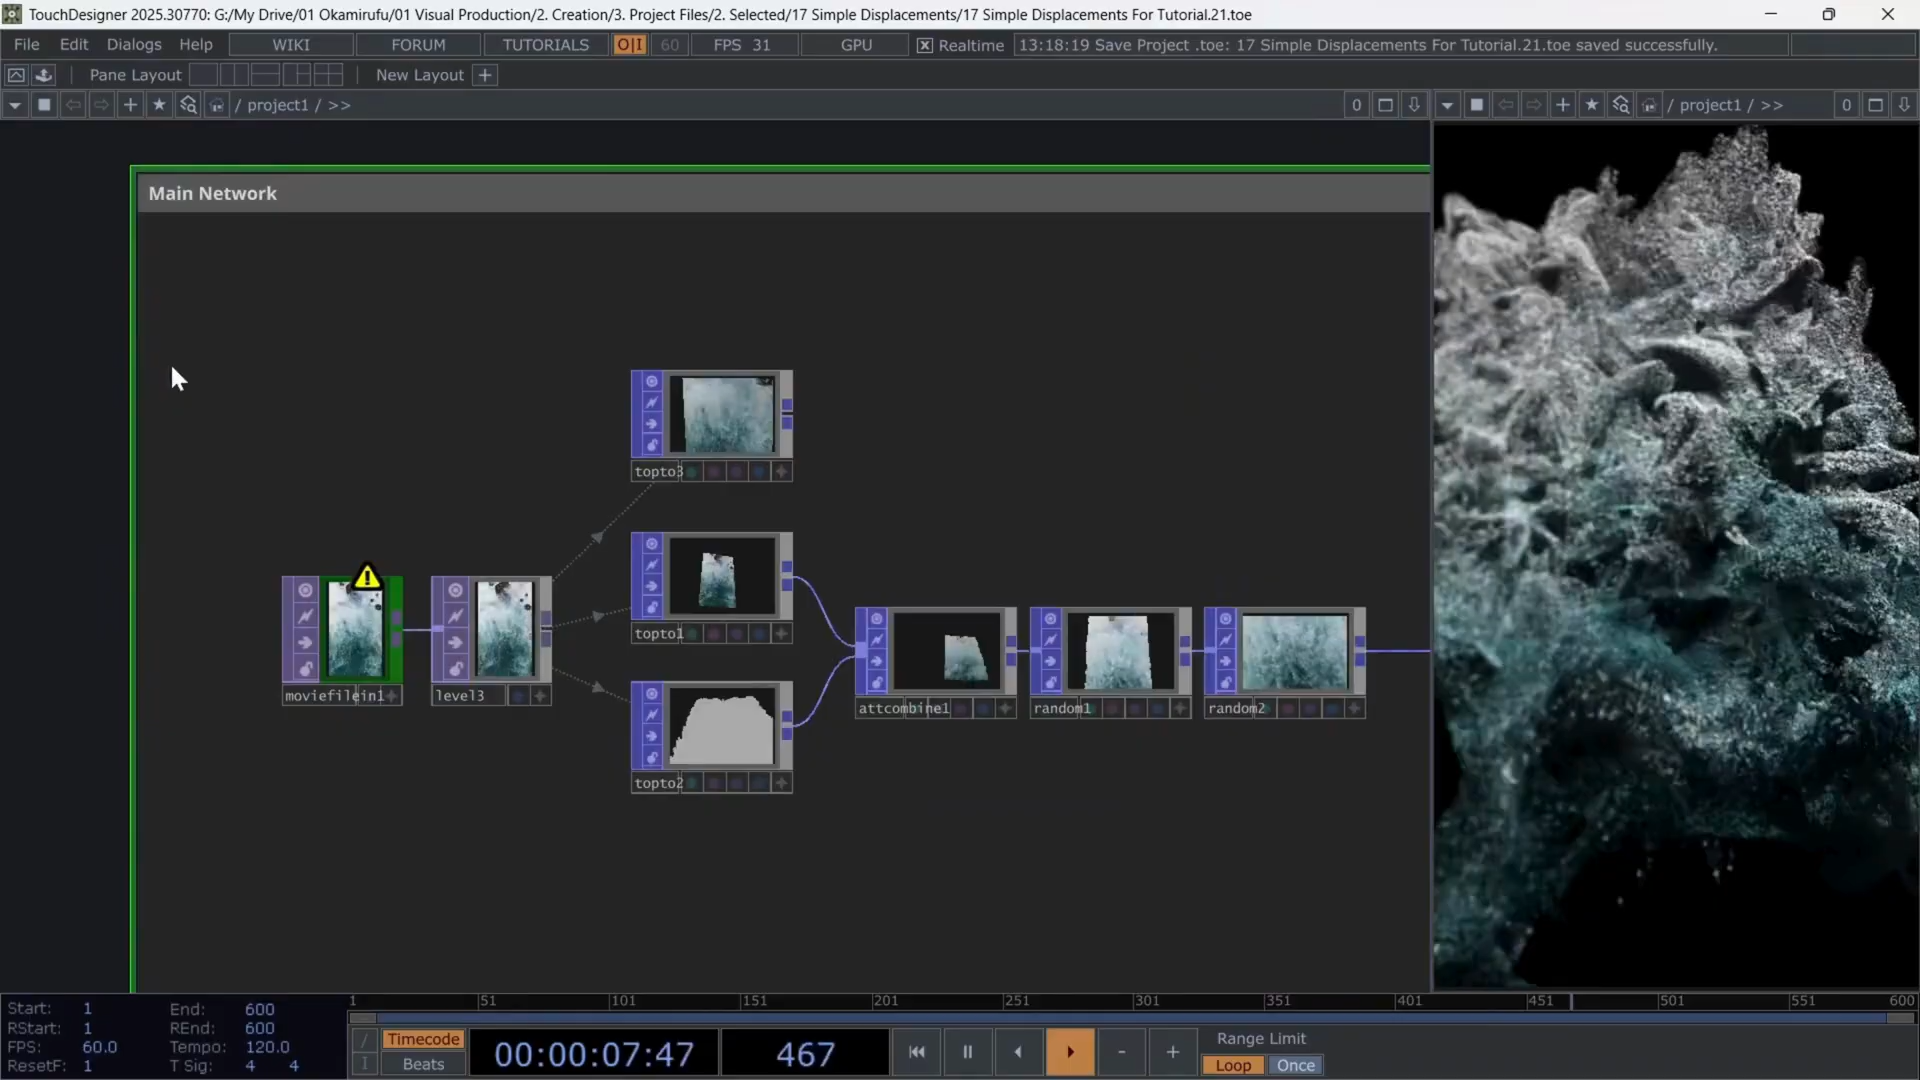 TouchDesigner 2025.30770: G:/My Drive/01 Okamirufu/01 Visual Production/2. Creation/3. Project Files/2. Selected/17 Simple Displacements/17 Simple Displacements For Tutorial.21.toe
File Edit Dialogs Help WIKI FORUM TUTORIALS O|I 60 FPS 31 GPU Realtime 13:18:19 Save Project .toe: 17 Simple Displacements For Tutorial.21.toe saved successfully.
Pane Layout New Layout +
/ project1 / >> 0 / project1 / >> 0
Main Network
topto3
topto1
moviefilein1 level3
attcombine1 random1 random2
topto2
1 51 101 151 201 251 301 351 401 451 501 551 600
Start: 1 End: 600
RStart: 1 REnd: 600
FPS: 60.0 Tempo: 120.0
ResetF: 1 T Sig: 4 4
Timecode
Beats
00:00:07:47 467
Range Limit
Loop Once